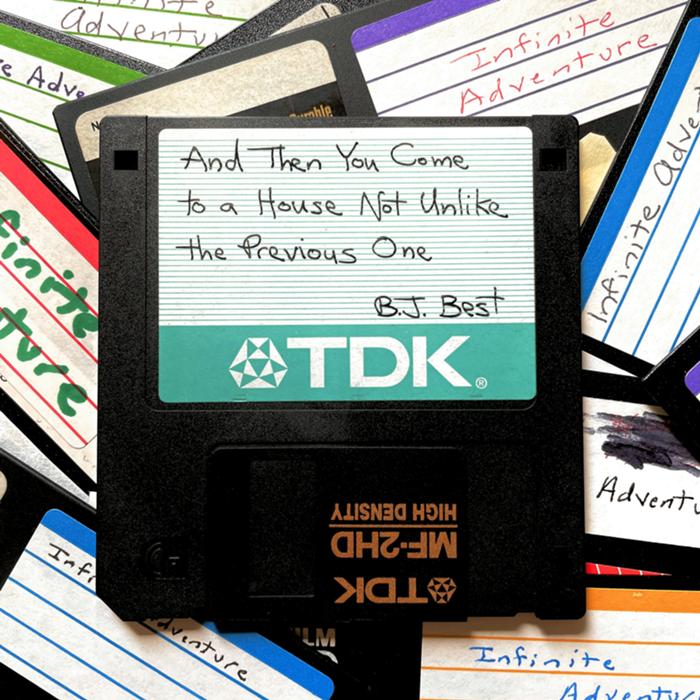 Adventure
Infinite
Adventure
And Then You Come
to a House Not Unlike
the Previous One
B.J. Best
TDK®
Infinite
Adventure
HIGH DENSITY
MF-2HD
TDK
Infinite